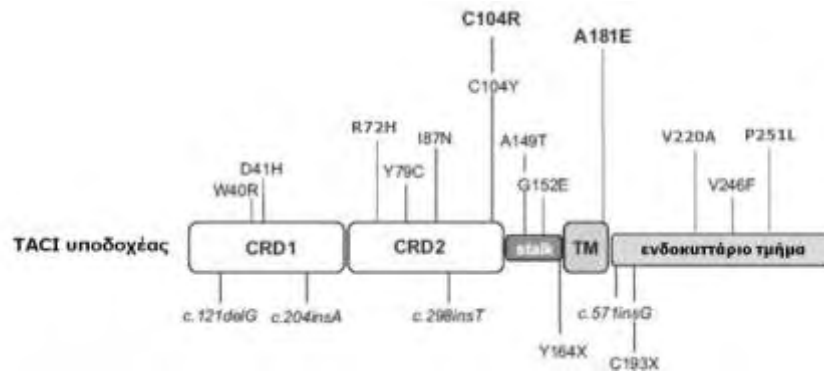 C104R
A181E
C104Y
R72H
I87N
A149T
V220A
P251L
D41H
Y79C
G152E
V246F
W40R
TACI υποδοχέας
CRD1
CRD2
stalk
TM
ενδοκυττάριο τμήμα
c.121delG
c.204insA
c.298insT
c.571insG
Y164X
C193X